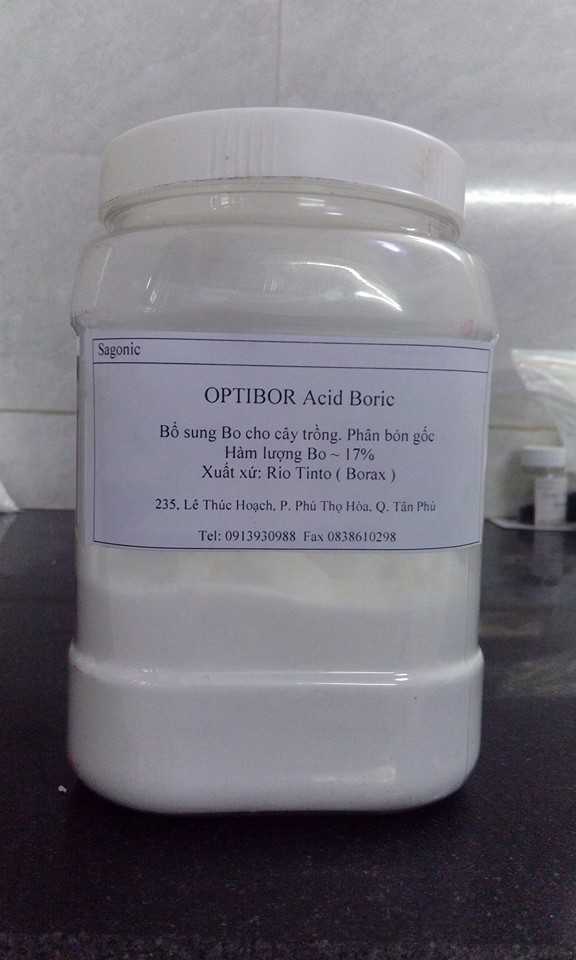 Sagonic
OPTIBOR Acid Boric
Bổ sung Bo cho cây trồng. Phân bón gốc
Hàm lượng Bo ~ 17%
Xuất xứ: Rio Tinto ( Borax )
235, Lê Thúc Hoạch, P. Phú Thọ Hòa, Q. Tân Phú
Tel: 0913930988 Fax 0838610298